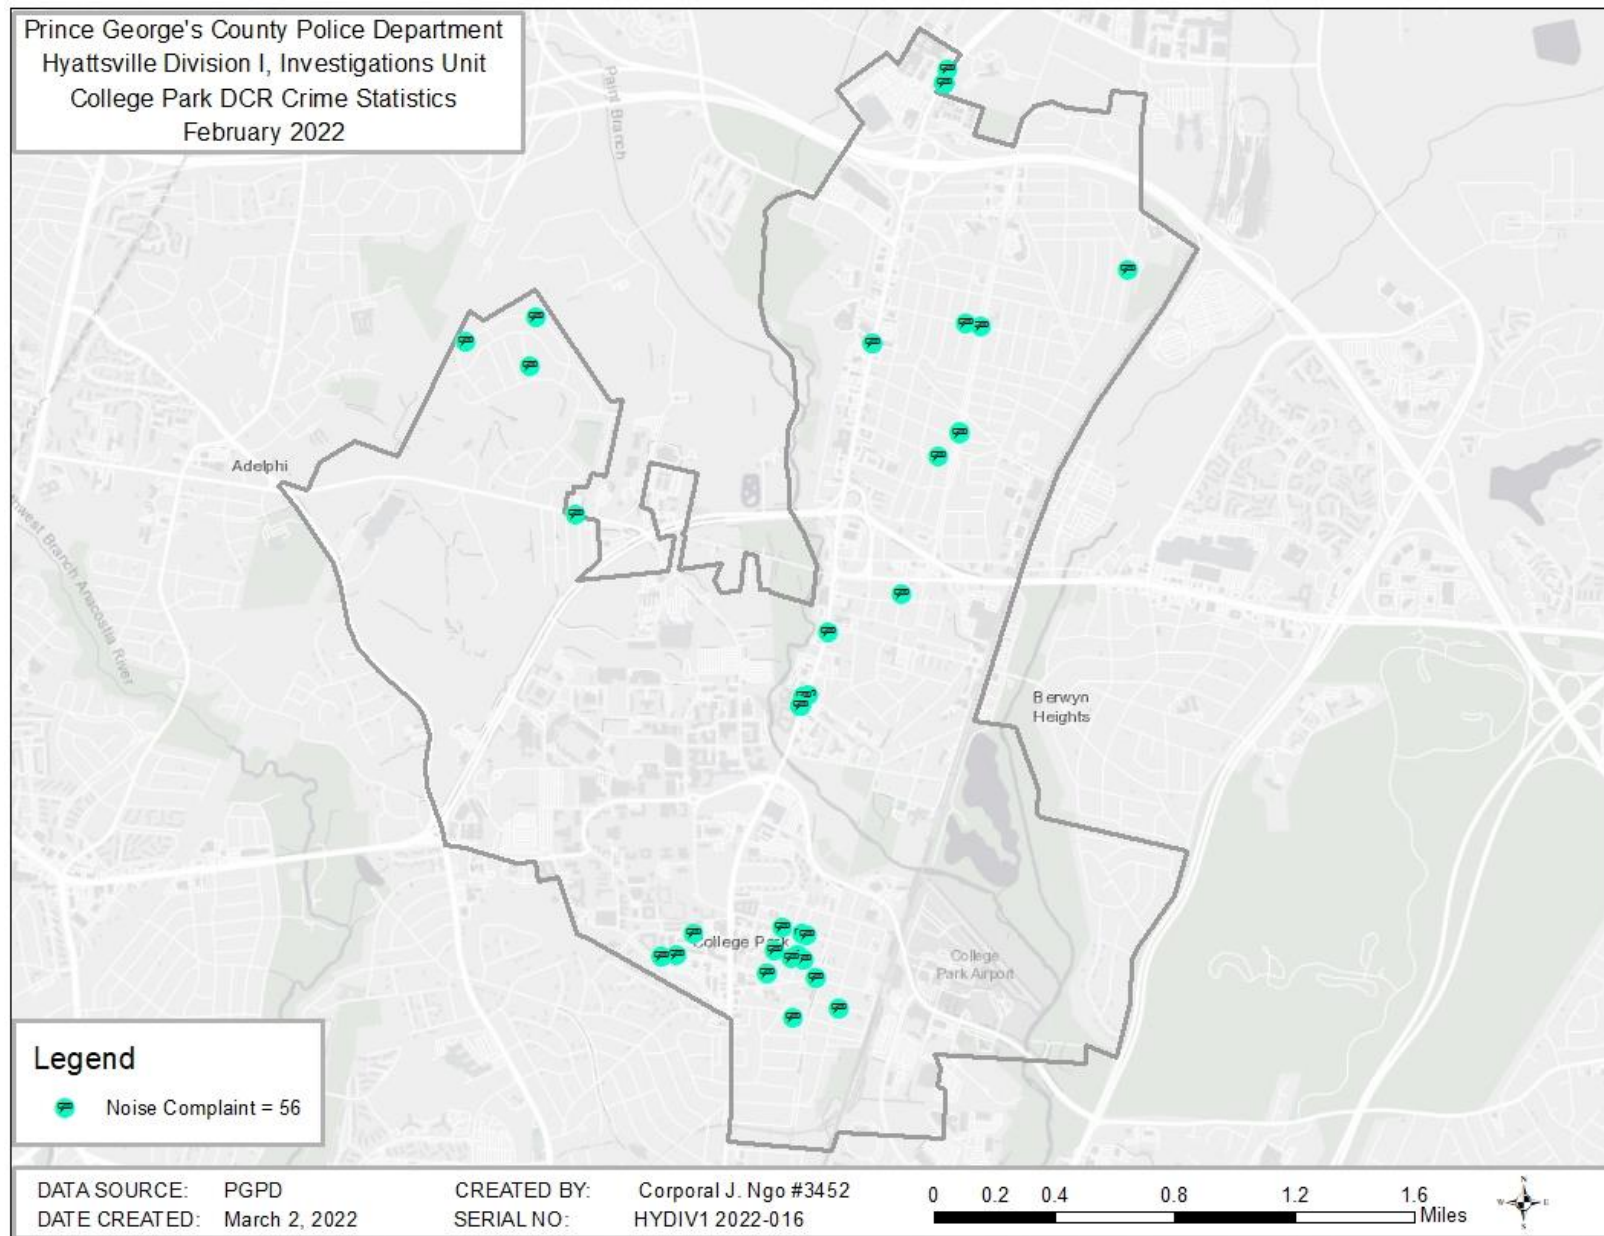 Prince George's County Police Department
Hyattsville Division I, Investigations Unit
College Park DCR Crime Statistics
February 2022
Paint Branch
Adelphi
Branch Anacostia River
Berwyn
Heights
College Park
College
Park Airport
Legend
Noise Complaint = 56
DATA SOURCE: PGPD
DATE CREATED: March 2, 2022
CREATED BY: Corporal J. Ngo #3452
SERIAL NO: HYDIV1 2022-016
0 0.2 0.4 0.8 1.2 1.6
Miles
N
W E
S